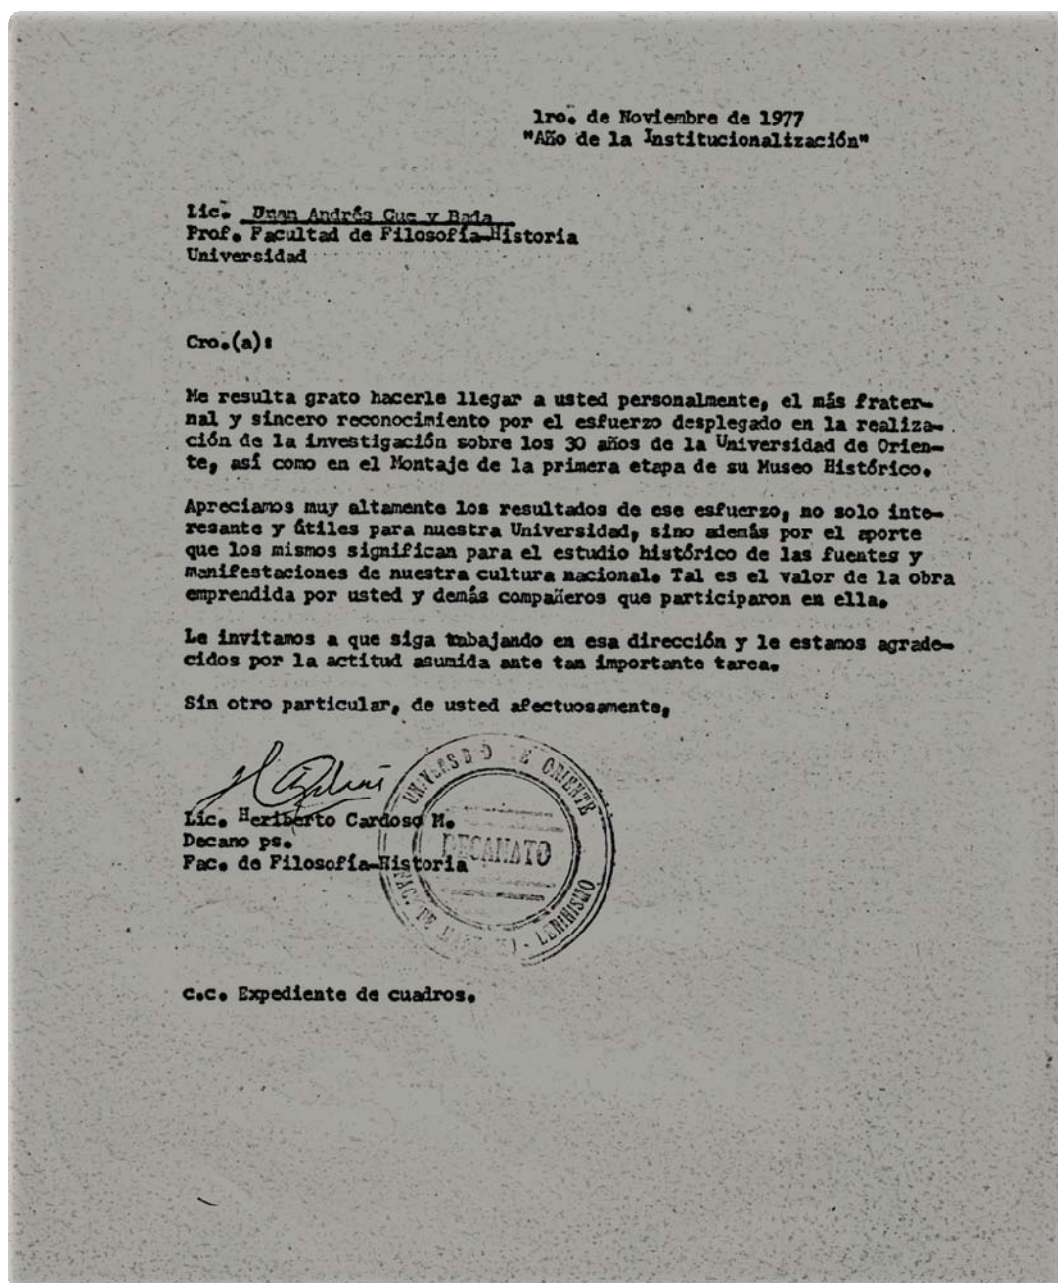 1ro. de Noviembre de 1977
"Año de la Institucionalización"
Lic. Juan Andrés Cue y Bada
Prof. Facultad de Filosofía-Historia
Universidad
Cro.(a):
Me resulta grato hacerle llegar a usted personalmente, el más frater-
nal y sincero reconocimiento por el esfuerzo desplegado en la realiza-
ción de la investigación sobre los 30 años de la Universidad de Orien-
te, así como en el Montaje de la primera etapa de su Museo Histórico.
Apreciamos muy altamente los resultados de ese esfuerzo, no solo inte-
resante y útiles para nuestra Universidad, sino además por el aporte
que los mismos significan para el estudio histórico de las fuentes y
manifestaciones de nuestra cultura nacional. Tal es el valor de la obra
emprendida por usted y demás compañeros que participaron en ella.
Le invitamos a que siga tabajando en esa dirección y le estamos agrade-
cidos por la actitud asumida ante tan importante tarea.
Sin otro particular, de usted afectuosamente,
Lic. Heriberto Cardoso M.
Decano ps.
Fac. de Filosofía-Historia
UNIVERSIDAD DE ORIENTE
DECANATO
FAC. DE - LENINISMO
c.c. Expediente de cuadros.